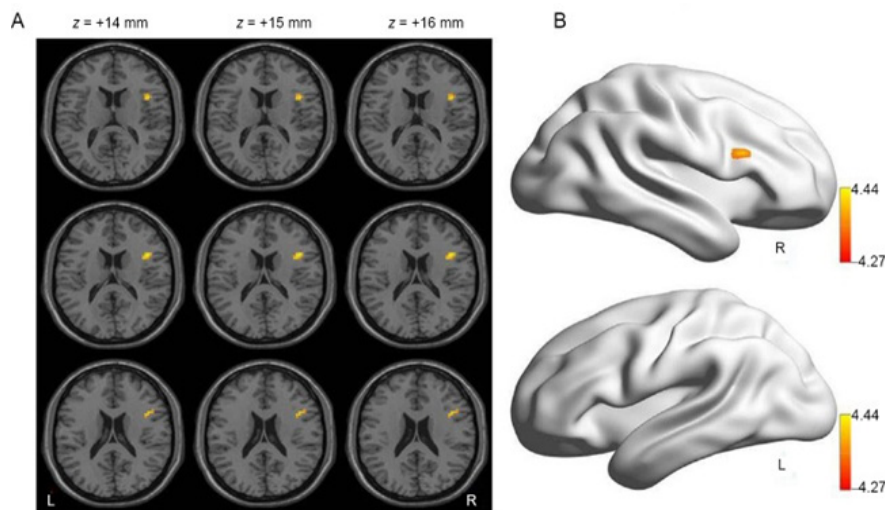 A
z = +14 mm
z = +15 mm
z = +16 mm
L
R
B
4.44
4.27
R
4.44
4.27
L